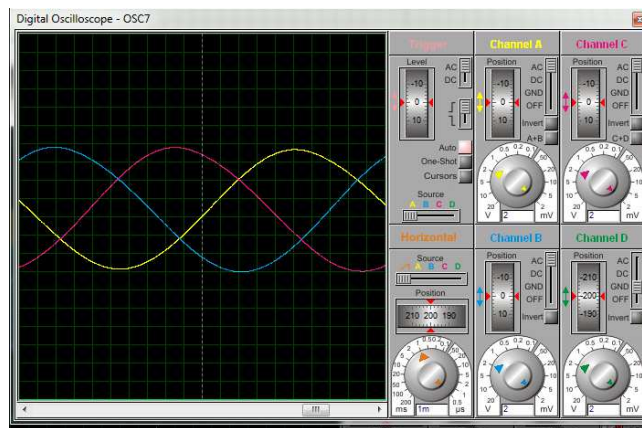 Digital Oscilloscope - OSC7
Trigger
Level
AC
DC
-10
0
10
Auto
One-Shot
Cursors
Source
A B C D
Channel A
Position
AC
DC
GND
OFF
-10
0
10
Invert
A+B
V
2
mV
Channel C
Position
AC
DC
GND
OFF
-10
0
10
Invert
C+D
V
2
mV
Horizontal
Source
A B C D
Position
210 200 190
ms
1m
µs
Channel B
Position
AC
DC
GND
OFF
-10
0
10
Invert
V
2
mV
Channel D
Position
AC
DC
GND
OFF
-210
-200
-190
Invert
V
2
mV